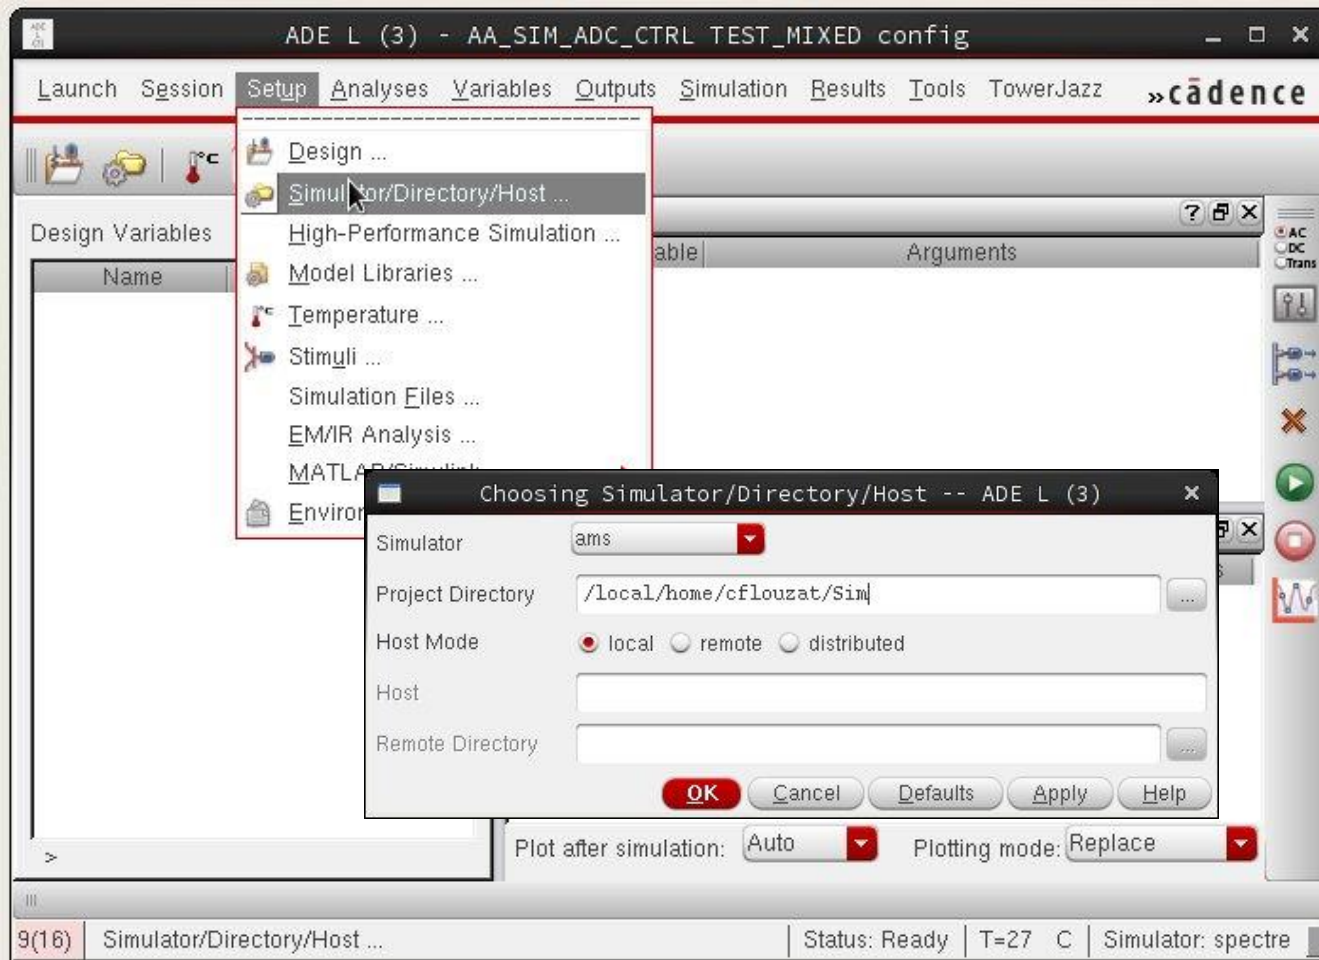 ADE L (3) - AA_SIM_ADC_CTRL TEST_MIXED config
Launch Session Setup Analyses Variables Outputs Simulation Results Tools TowerJazz »cādence
°C
Design ...
Simulator/Directory/Host ...
High-Performance Simulation ...
Model Libraries ...
Temperature ...
Stimuli ...
Simulation Files ...
EM/IR Analysis ...
MATLAB/Simulink
Environ
Design Variables
Name
able Arguments
AC
DC
Trans
Choosing Simulator/Directory/Host -- ADE L (3)
Simulator ams
Project Directory /local/home/cflouzat/Sim ...
Host Mode local remote distributed
Host
Remote Directory ...
OK Cancel Defaults Apply Help
>
Plot after simulation: Auto Plotting mode: Replace
9(16) Simulator/Directory/Host ... Status: Ready T=27 C Simulator: spectre